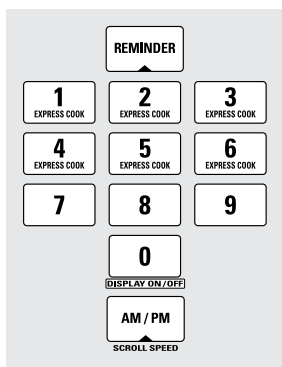 REMINDER
1 2 3
EXPRESS COOK EXPRESS COOK EXPRESS COOK
4 5 6
EXPRESS COOK EXPRESS COOK EXPRESS COOK
7 8 9
0
DISPLAY ON/OFF
AM / PM
SCROLL SPEED